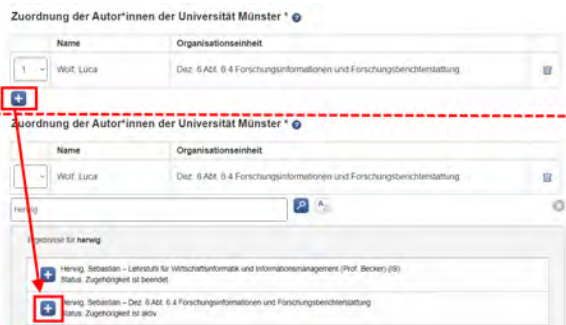 Zuordnung der Autor*innen der Universität Münster *
Name Organisationseinheit
1 Wolf, Luca Dez. 6 Abt. 6.4 Forschungsinformationen und Forschungsberichterstattung
Zuordnung der Autor*innen der Universität Münster *
Name Organisationseinheit
Wolf, Luca Dez. 6 Abt. 6.4 Forschungsinformationen und Forschungsberichterstattung
herwig
Ergebnisse für herwig
Herwig, Sebastian – Lehrstuhl für Wirtschaftsinformatik und Informationsmanagement (Prof. Becker) (IS)
Status: Zugehörigkeit ist beendet
Herwig, Sebastian – Dez. 6 Abt. 6.4 Forschungsinformationen und Forschungsberichterstattung
Status: Zugehörigkeit ist aktiv